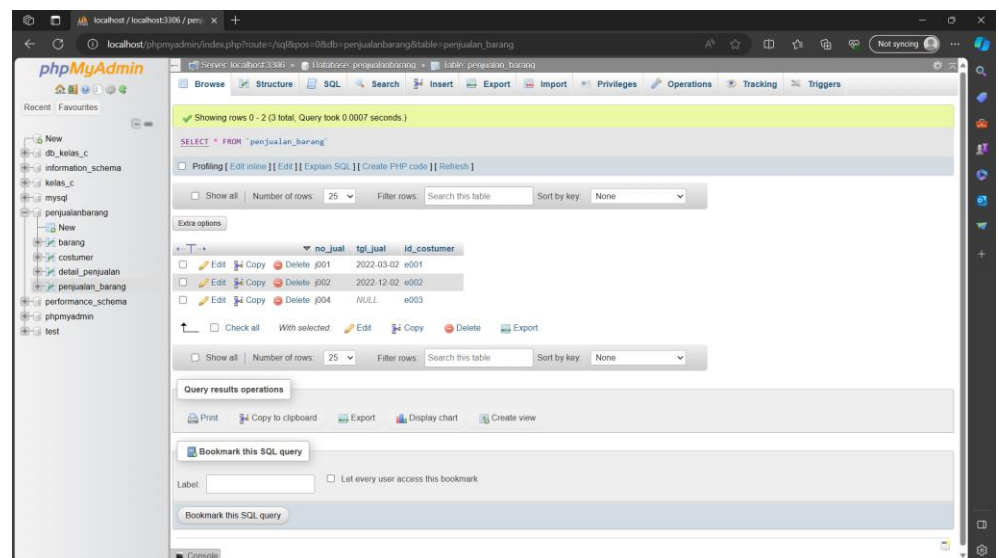 localhost / localhost:3306 / penj
localhost/phpmyadmin/index.php?route=/sql&pos=0&db=penjualanbarang&table=penjualan_barang
Not syncing
phpMyAdmin
Recent Favourites
New
db_kelas_c
information_schema
kelas_c
mysql
penjualanbarang
New
barang
costumer
detail_penjualan
penjualan_barang
performance_schema
phpmyadmin
test
Server: localhost:3306 » Database: penjualanbarang » Table: penjualan_barang
Browse Structure SQL Search Insert Export Import Privileges Operations Tracking Triggers
Showing rows 0 - 2 (3 total, Query took 0.0007 seconds.)
SELECT * FROM `penjualan_barang`
Profiling [ Edit inline ] [ Edit ] [ Explain SQL ] [ Create PHP code ] [ Refresh ]
Show all | Number of rows: 25 Filter rows: Search this table Sort by key: None
Extra options
no_jual tgl_jual id_costumer
Edit Copy Delete j001 2022-03-02 e001
Edit Copy Delete j002 2022-12-02 e002
Edit Copy Delete j004 NULL e003
Check all With selected: Edit Copy Delete Export
Show all | Number of rows: 25 Filter rows: Search this table Sort by key: None
Query results operations
Print Copy to clipboard Export Display chart Create view
Bookmark this SQL query
Label: Let every user access this bookmark
Bookmark this SQL query
Console